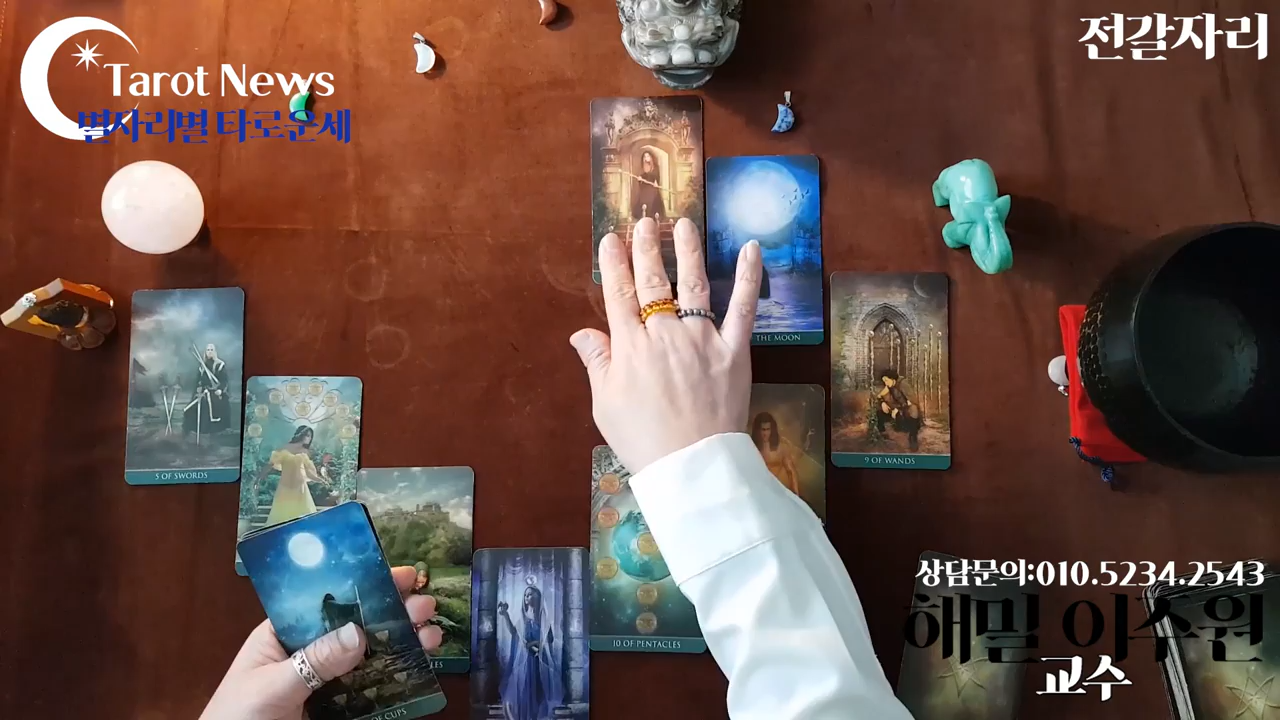 Tarot News
별자리별 타로운세
전갈자리
THE MOON
9 OF WANDS
5 OF SWORDS
10 OF PENTACLES
OF CUPS
상담문의:010.5234.2543
해밀 이수원
교수